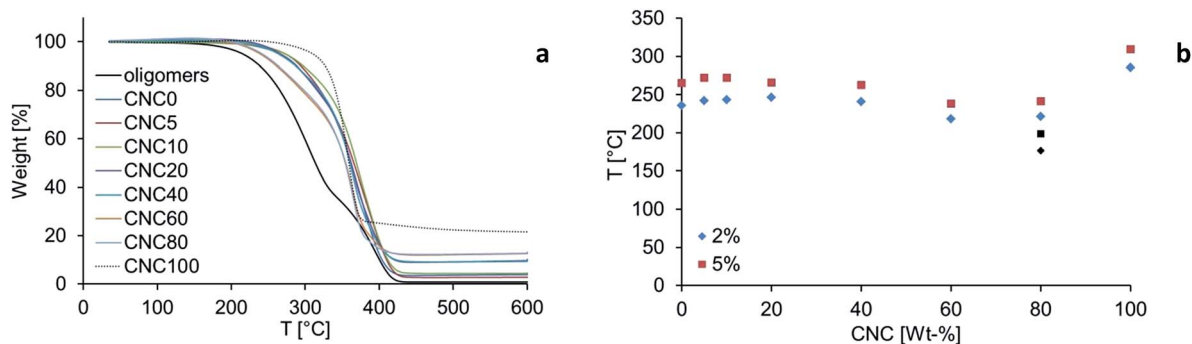 a
Weight [%]
100
80
60
40
20
0
oligomers
CNC0
CNC5
CNC10
CNC20
CNC40
CNC60
CNC80
CNC100
0 100 200 300 400 500 600
T [°C]
b
T [°C]
350
300
250
200
150
100
50
0
2%
5%
0 20 40 60 80 100
CNC [Wt-%]